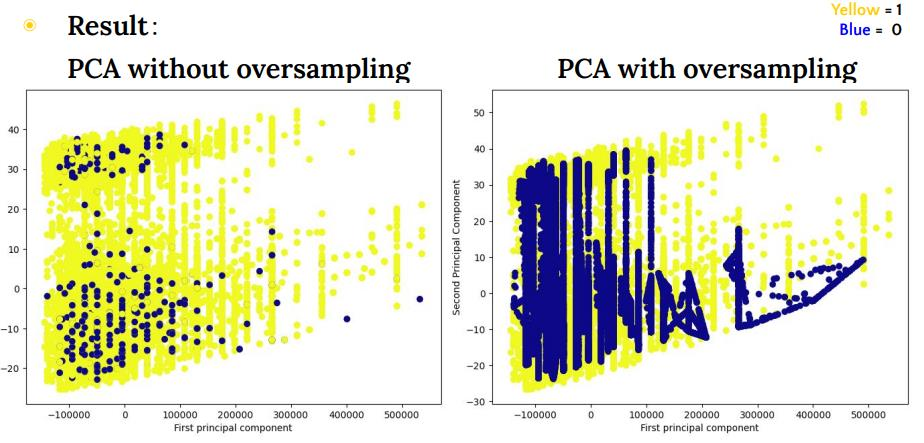 Yellow = 1
Blue = 0
Result:
PCA without oversampling
PCA with oversampling
40
30
20
10
0
−10
−20
−100000 0 100000 200000 300000 400000 500000
First principal component
50
40
30
20
10
0
−10
−20
−30
Second Principal Component
−100000 0 100000 200000 300000 400000 500000
First principal component